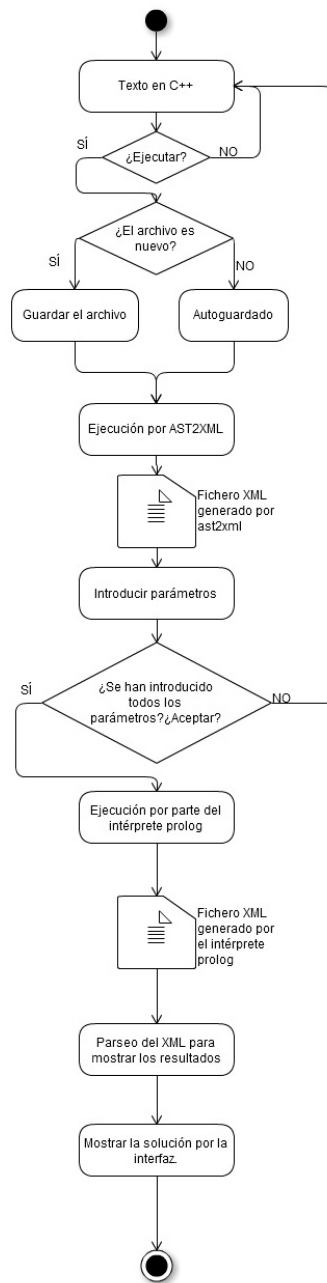 Texto en C++
SÍ
¿Ejecutar?
NO
¿El archivo es
nuevo?
SÍ
NO
Guardar el archivo
Autoguardado
Ejecución por AST2XML
Fichero XML
generado por
ast2xml
Introducir parámetros
SÍ
¿Se han introducido
todos los
parámetros?¿Aceptar?
NO
Ejecución por parte del
intérprete prolog
Fichero XML
generado por
el intérprete
prolog
Parseo del XML para
mostrar los resultados
Mostrar la solución por la
interfaz.